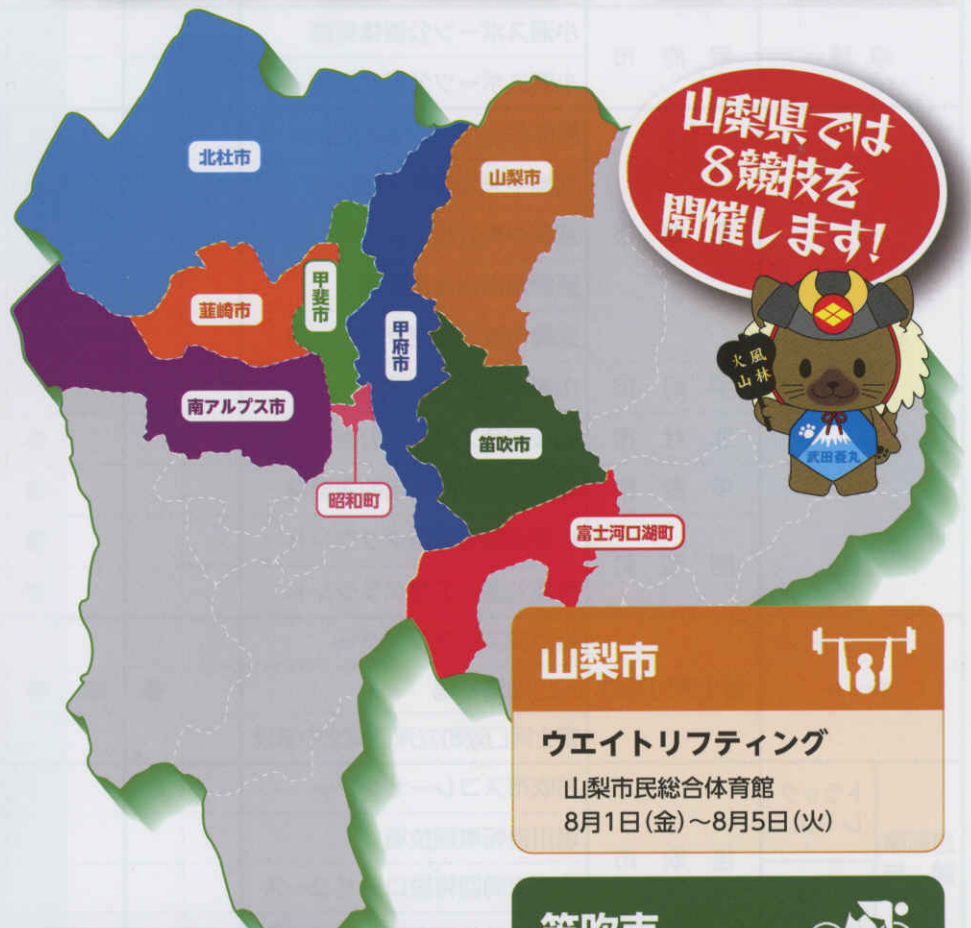 山梨県では
8競技を
開催します!
北杜市
山梨市
韮崎市
甲斐市
甲府市
南アルプス市
笛吹市
昭和町
富士河口湖町
風林
火山
武田菱丸
山梨市
ウエイトリフティング
山梨市民総合体育館
8月1日(金)~8月5日(火)
笛吹市